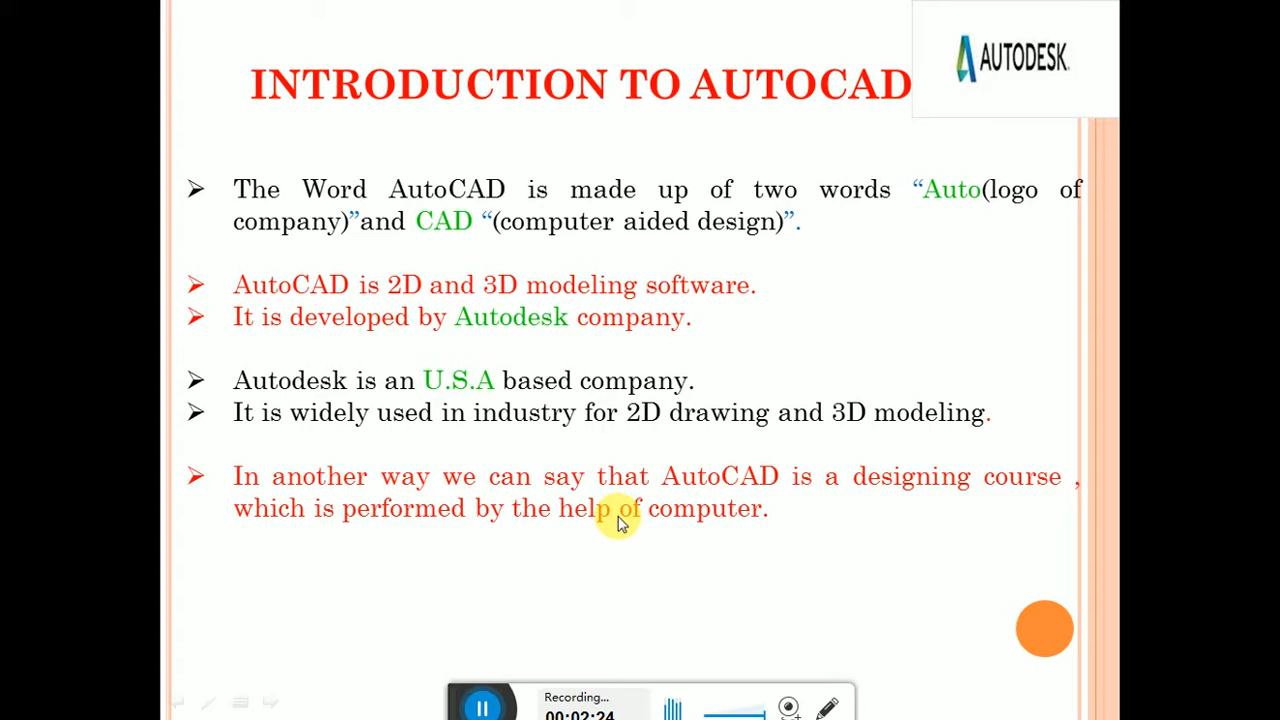 AUTODESK.
INTRODUCTION TO AUTOCAD
The Word AutoCAD is made up of two words “Auto(logo of
company)”and CAD “(computer aided design)”.
AutoCAD is 2D and 3D modeling software.
It is developed by Autodesk company.
Autodesk is an U.S.A based company.
It is widely used in industry for 2D drawing and 3D modeling.
In another way we can say that AutoCAD is a designing course ,
which is performed by the help of computer.
Recording...
00:02:24